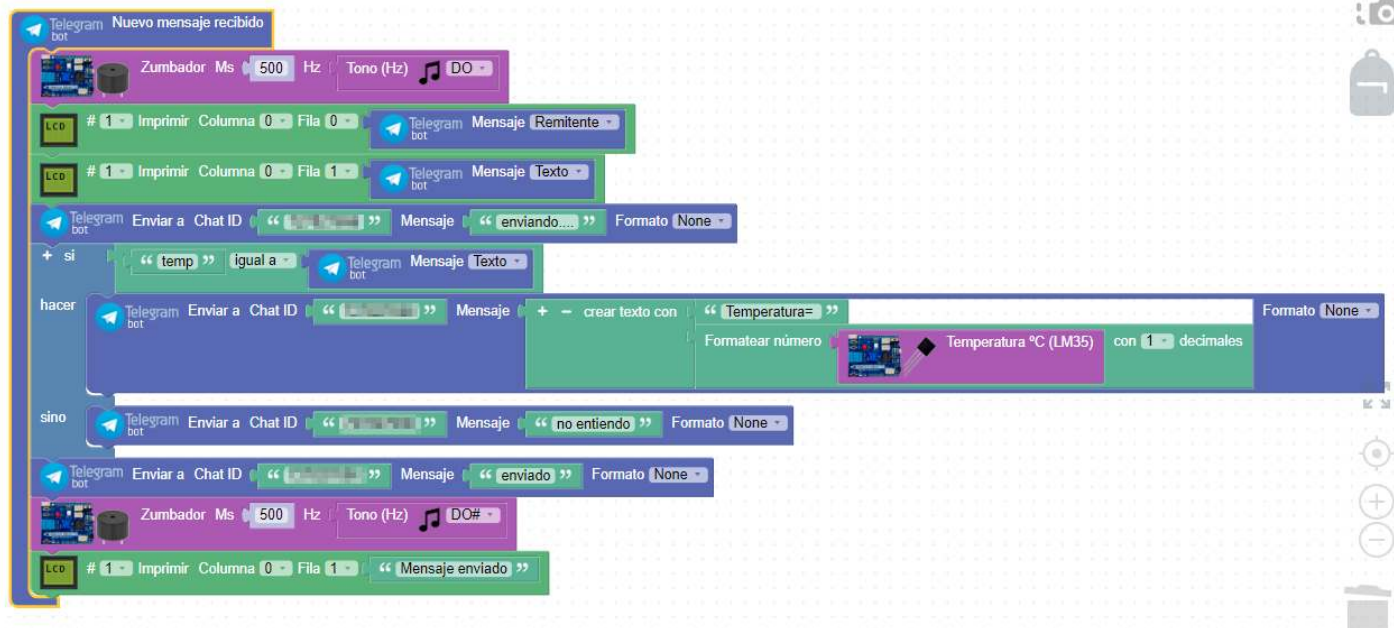 Telegram bot Nuevo mensaje recibido
Zumbador Ms 500 Hz Tono (Hz) DO
LCD # 1 Imprimir Columna 0 Fila 0 Telegram bot Mensaje Remitente
LCD # 1 Imprimir Columna 0 Fila 1 Telegram bot Mensaje Texto
Telegram bot Enviar a Chat ID “ ” Mensaje “ enviando.... ” Formato None
+ si “ temp ” igual a Telegram bot Mensaje Texto
hacer Telegram bot Enviar a Chat ID “ ” Mensaje + − crear texto con “ Temperatura= ” Formato None
Formatear número Temperatura ºC (LM35) con 1 decimales
sino Telegram bot Enviar a Chat ID “ ” Mensaje “ no entiendo ” Formato None
Telegram bot Enviar a Chat ID “ ” Mensaje “ enviado ” Formato None
Zumbador Ms 500 Hz Tono (Hz) DO#
LCD # 1 Imprimir Columna 0 Fila 1 “ Mensaje enviado ”